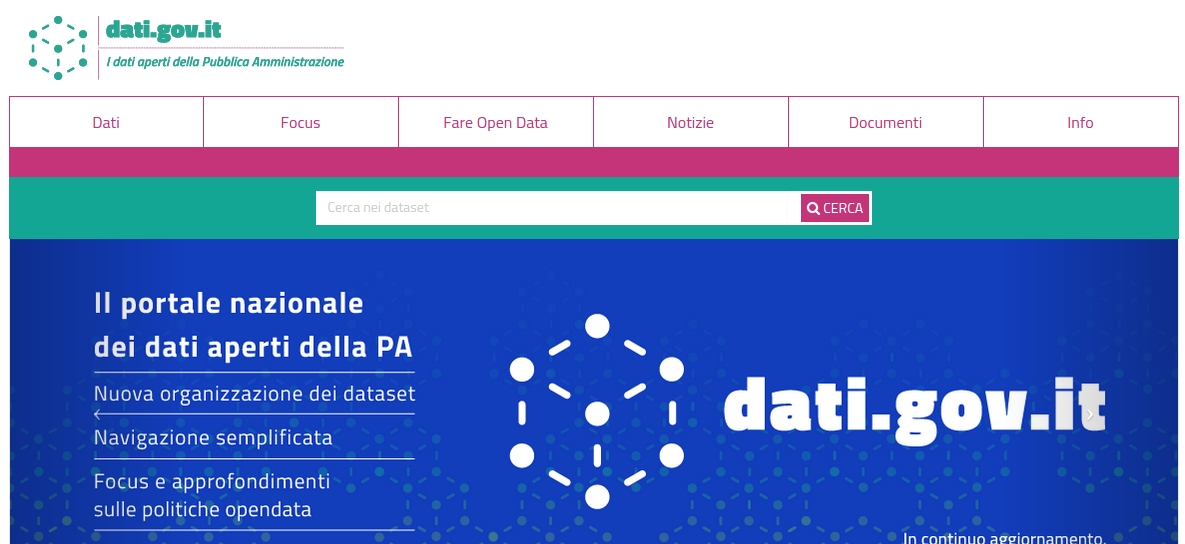 dati.gov.it
I dati aperti della Pubblica Amministrazione
Dati
Focus
Fare Open Data
Notizie
Documenti
Info
Cerca nei dataset
CERCA
Il portale nazionale
dei dati aperti della PA
Nuova organizzazione dei dataset
Navigazione semplificata
Focus e approfondimenti
sulle politiche opendata
dati.gov.it
In continuo aggiornamento.